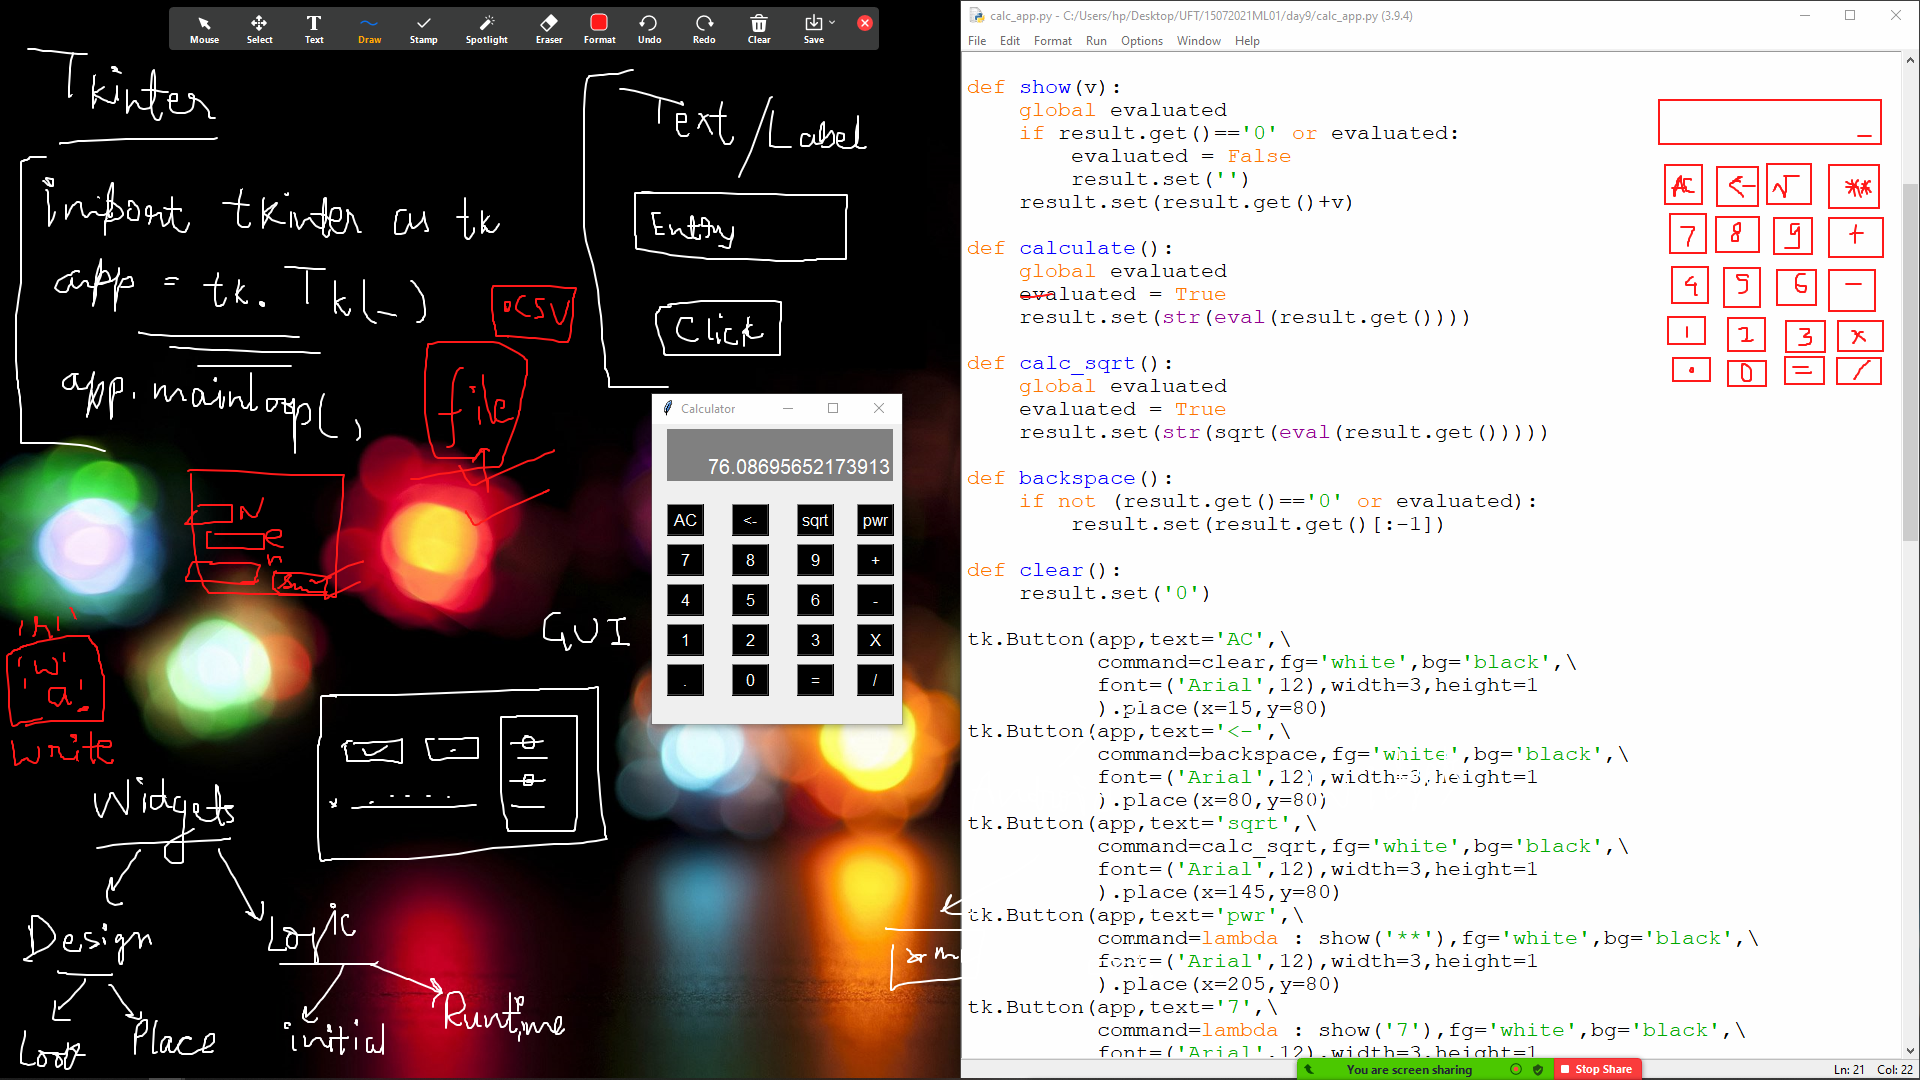 Mouse
Select
Text
Draw
Stamp
Spotlight
Eraser
Format
Undo
Redo
Clear
Save
Tkinter
import tkinter as tk
app = tk.Tk(_)
app.mainloop(,
Text/Label
Entry
Click
.CSV
file
N
e
n
GUI
'r'
'w'
'a'
Write
Widgets
Design
Logic
Look
Place
initial
Runtime
Calculator
76.08695652173913
AC <- sqrt pwr
7 8 9 +
4 5 6 -
1 2 3 X
. 0 = /
calc_app.py - C:/Users/hp/Desktop/UFT/15072021ML01/day9/calc_app.py (3.9.4)
File Edit Format Run Options Window Help
def show(v):
    global evaluated
    if result.get()=='0' or evaluated:
        evaluated = False
        result.set('')
    result.set(result.get()+v)
def calculate():
    global evaluated
    evaluated = True
    result.set(str(eval(result.get())))
def calc_sqrt():
    global evaluated
    evaluated = True
    result.set(str(sqrt(eval(result.get()))))
def backspace():
    if not (result.get()=='0' or evaluated):
        result.set(result.get()[:-1])
def clear():
    result.set('0')
tk.Button(app,text='AC',\
          command=clear,fg='white',bg='black',\
          font=('Arial',12),width=3,height=1
          ).place(x=15,y=80)
tk.Button(app,text='<-',\
          command=backspace,fg='white',bg='black',\
          font=('Arial',12),width=3,height=1
          ).place(x=80,y=80)
tk.Button(app,text='sqrt',\
          command=calc_sqrt,fg='white',bg='black',\
          font=('Arial',12),width=3,height=1
          ).place(x=145,y=80)
tk.Button(app,text='pwr',\
          command=lambda : show('**'),fg='white',bg='black',\
          font=('Arial',12),width=3,height=1
          ).place(x=205,y=80)
tk.Button(app,text='7',\
          command=lambda : show('7'),fg='white',bg='black',\
          font=('Arial',12),width=3,height=1
AC <- √ **
7 8 9 +
4 5 6 -
1 2 3 x
. 0 = /
You are screen sharing
Stop Share
Ln: 21 Col: 22